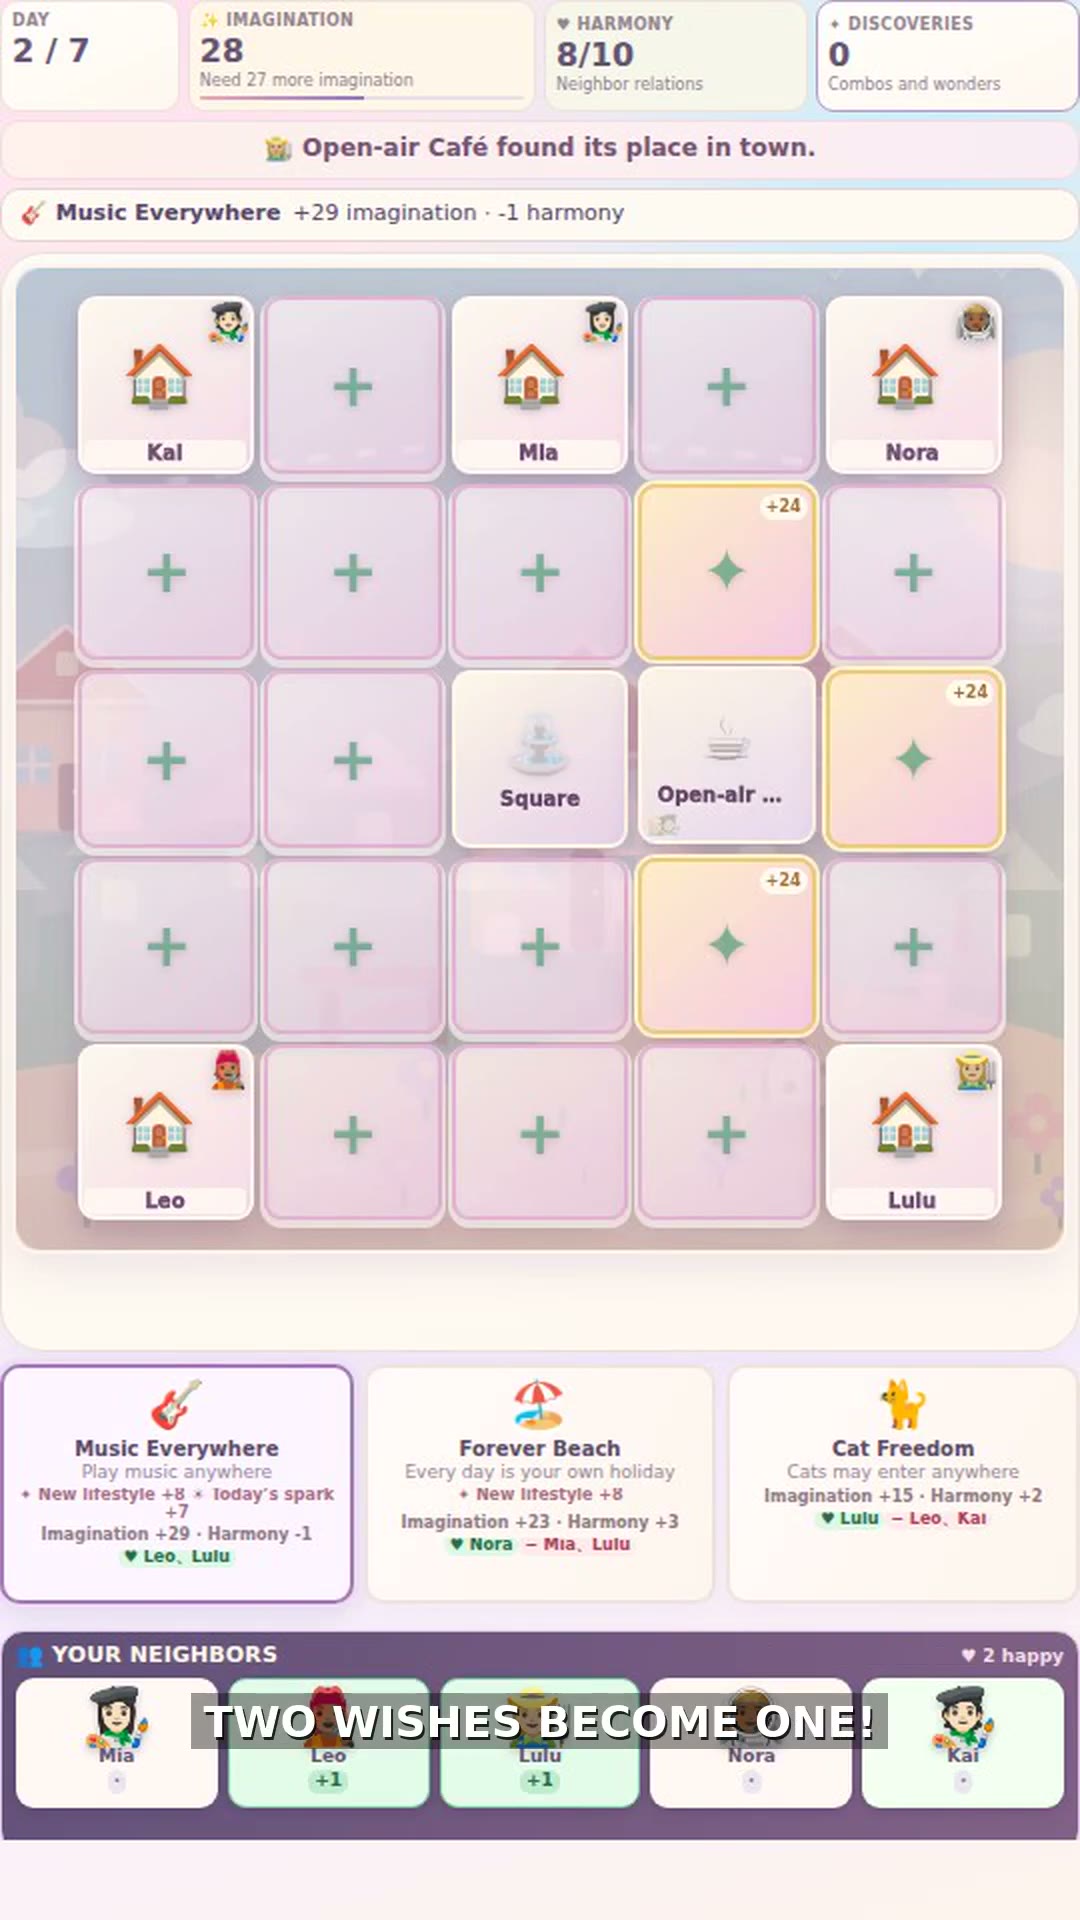 DAY
2 / 7
✨ IMAGINATION
28
Need 27 more imagination
♥ HARMONY
8/10
Neighbor relations
✦ DISCOVERIES
0
Combos and wonders
Open-air Café found its place in town.
Music Everywhere +29 imagination · -1 harmony
Kai
Mia
Nora
+24
Square
Open-air ...
+24
+24
Leo
Lulu
Music Everywhere
Play music anywhere
✦ New lifestyle +8 ☀ Today's spark
+7
Imagination +29 · Harmony -1
♥ Leo、Lulu
Forever Beach
Every day is your own holiday
✦ New lifestyle +8
Imagination +23 · Harmony +3
♥ Nora − Mia、Lulu
Cat Freedom
Cats may enter anywhere
Imagination +15 · Harmony +2
♥ Lulu − Leo、Kai
YOUR NEIGHBORS
♥ 2 happy
TWO WISHES BECOME ONE!
Mia
Leo
+1
Lulu
+1
Nora
Kai